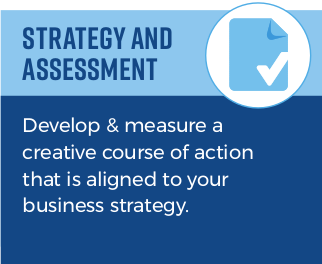 STRATEGY AND
ASSESSMENT
Develop & measure a
creative course of action
that is aligned to your
business strategy.